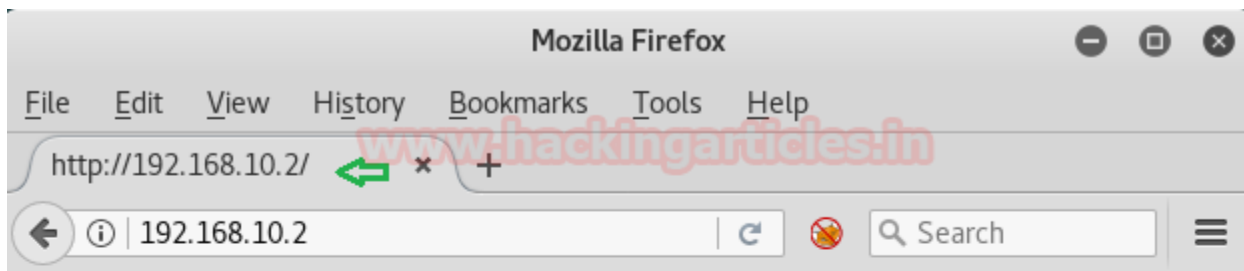 Mozilla Firefox
File Edit View History Bookmarks Tools Help
www.hackingarticles.in
http://192.168.10.2/ × +
192.168.10.2 Search